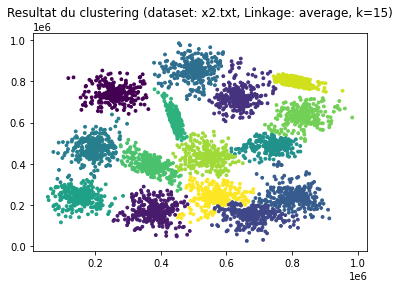 Resultat du clustering (dataset: x2.txt, Linkage: average, k=15)
1e6
1.0
0.8
0.6
0.4
0.2
0.0
0.2 0.4 0.6 0.8 1.0
1e6